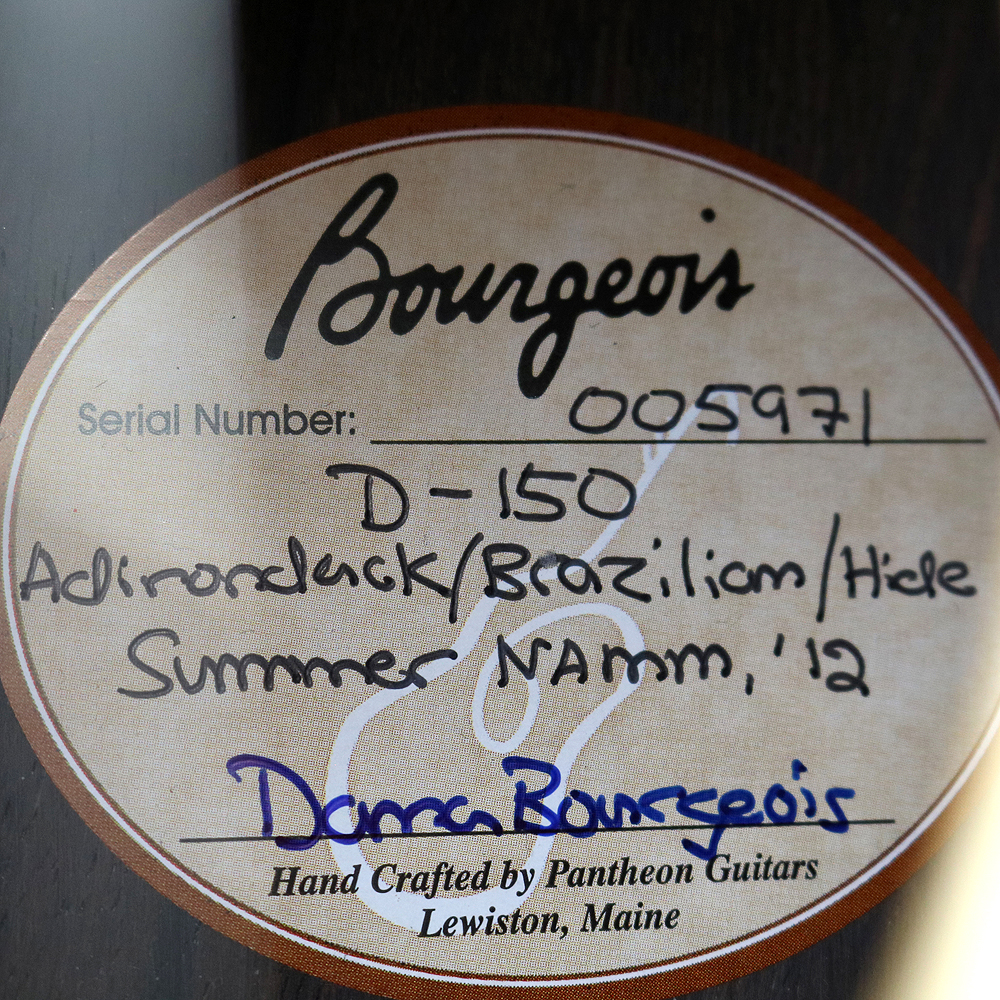 Bourgeois
Serial Number: 005971
D-150
Adirondack/Brazilian/Hide
Summer NAmm, '12
Dana Bourgeois
Hand Crafted by Pantheon Guitars
Lewiston, Maine